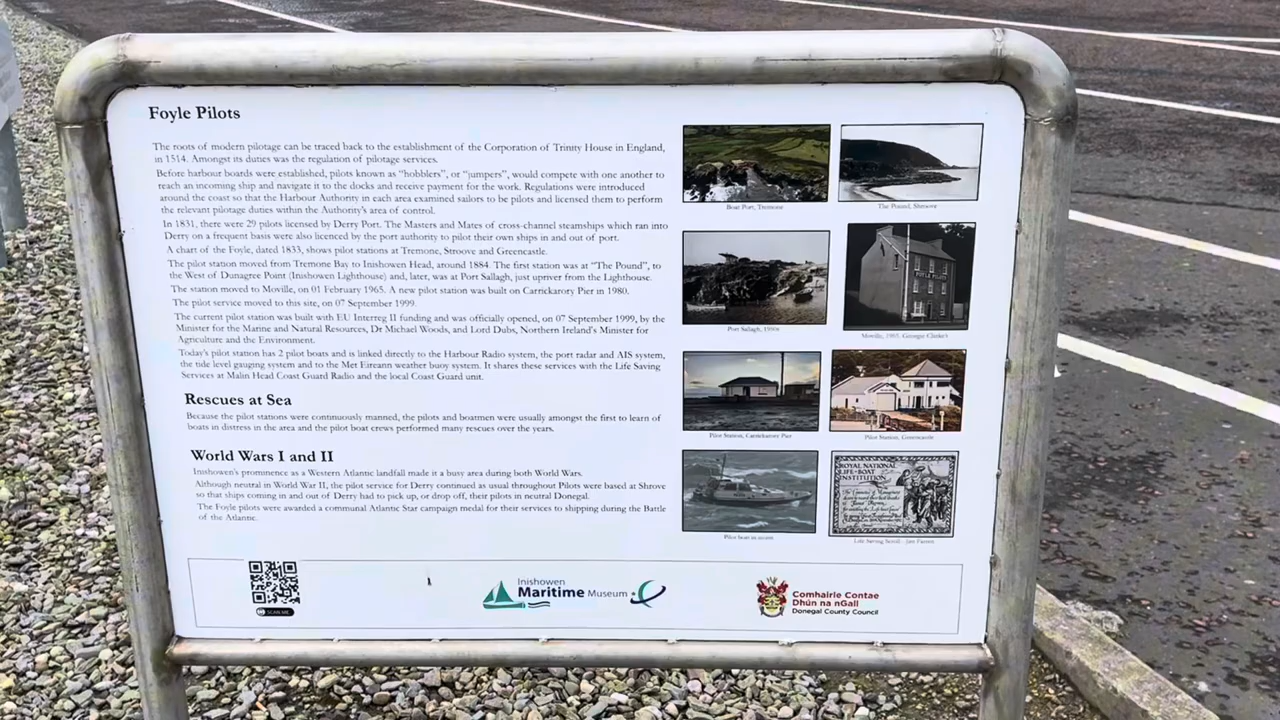 Foyle Pilots
The roots of modern pilotage can be traced back to the establishment of the Corporation of Trinity House in England,
in 1514. Amongst its duties was the regulation of pilotage services.
Before harbour boards were established, pilots known as "hobblers", or "jumpers", would compete with one another to
reach an incoming ship and navigate it to the docks and receive payment for the work. Regulations were introduced
around the coast so that the Harbour Authority in each area examined sailors to be pilots and licensed them to perform
the relevant pilotage duties within the Authority's area of control.
In 1831, there were 29 pilots licensed by Derry Port. The Masters and Mates of cross-channel steamships which ran into
Derry on a frequent basis were also licenced by the port authority to pilot their own ships in and out of port.
A chart of the Foyle, dated 1833, shows pilot stations at Tremone, Stroove and Greencastle.
The pilot station moved from Tremone Bay to Inishowen Head, around 1884. The first station was at "The Pound", to
the West of Dunagree Point (Inishowen Lighthouse) and, later, was at Port Sallagh, just upriver from the Lighthouse.
The station moved to Moville, on 01 February 1965. A new pilot station was built on Carrickarory Pier in 1980.
The pilot service moved to this site, on 07 September 1999.
The current pilot station was built with EU Interreg II funding and was officially opened, on 07 September 1999, by the
Minister for the Marine and Natural Resources, Dr Michael Woods, and Lord Dubs, Northern Ireland's Minister for
Agriculture and the Environment.
Today's pilot station has 2 pilot boats and is linked directly to the Harbour Radio system, the port radar and AIS system,
the tide level gauging system and to the Met Eireann weather buoy system. It shares these services with the Life Saving
Services at Malin Head Coast Guard Radio and the local Coast Guard unit.
Rescues at Sea
Because the pilot stations were continuously manned, the pilots and boatmen were usually amongst the first to learn of
boats in distress in the area and the pilot boat crews performed many rescues over the years.
World Wars I and II
Inishowen's prominence as a Western Atlantic landfall made it a busy area during both World Wars.
Although neutral in World War II, the pilot service for Derry continued as usual throughout Pilots were based at Shrove
so that ships coming in and out of Derry had to pick up, or drop off, their pilots in neutral Donegal.
The Foyle pilots were awarded a communal Atlantic Star campaign medal for their services to shipping during the Battle
of the Atlantic.
Boat Port, Tremone
The Pound, Shroove
Port Sallagh, 1950s
FOYLE PILOTS
Moville, 1965. Georgie Clarke's
Pilot Station, Carrickarory Pier
Pilot Station, Greencastle
Pilot boat in storm
ROYAL NATIONAL
LIFE-BOAT
INSTITUTION
Life Saving Scroll
SCAN ME
Inishowen
Maritime Museum
Comhairle Contae
Dhún na nGall
Donegal County Council